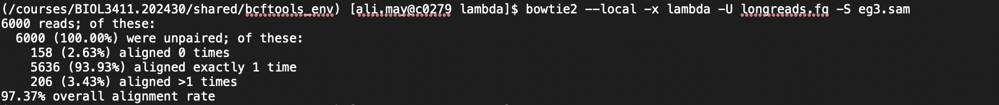 (/courses/BIOL3411.202430/shared/bcftools_env) [ali.may@c0279 lambda]$ bowtie2 --local -x lambda -U longreads.fq -S eg3.sam
6000 reads; of these:
  6000 (100.00%) were unpaired; of these:
    158 (2.63%) aligned 0 times
    5636 (93.93%) aligned exactly 1 time
    206 (3.43%) aligned >1 times
97.37% overall alignment rate